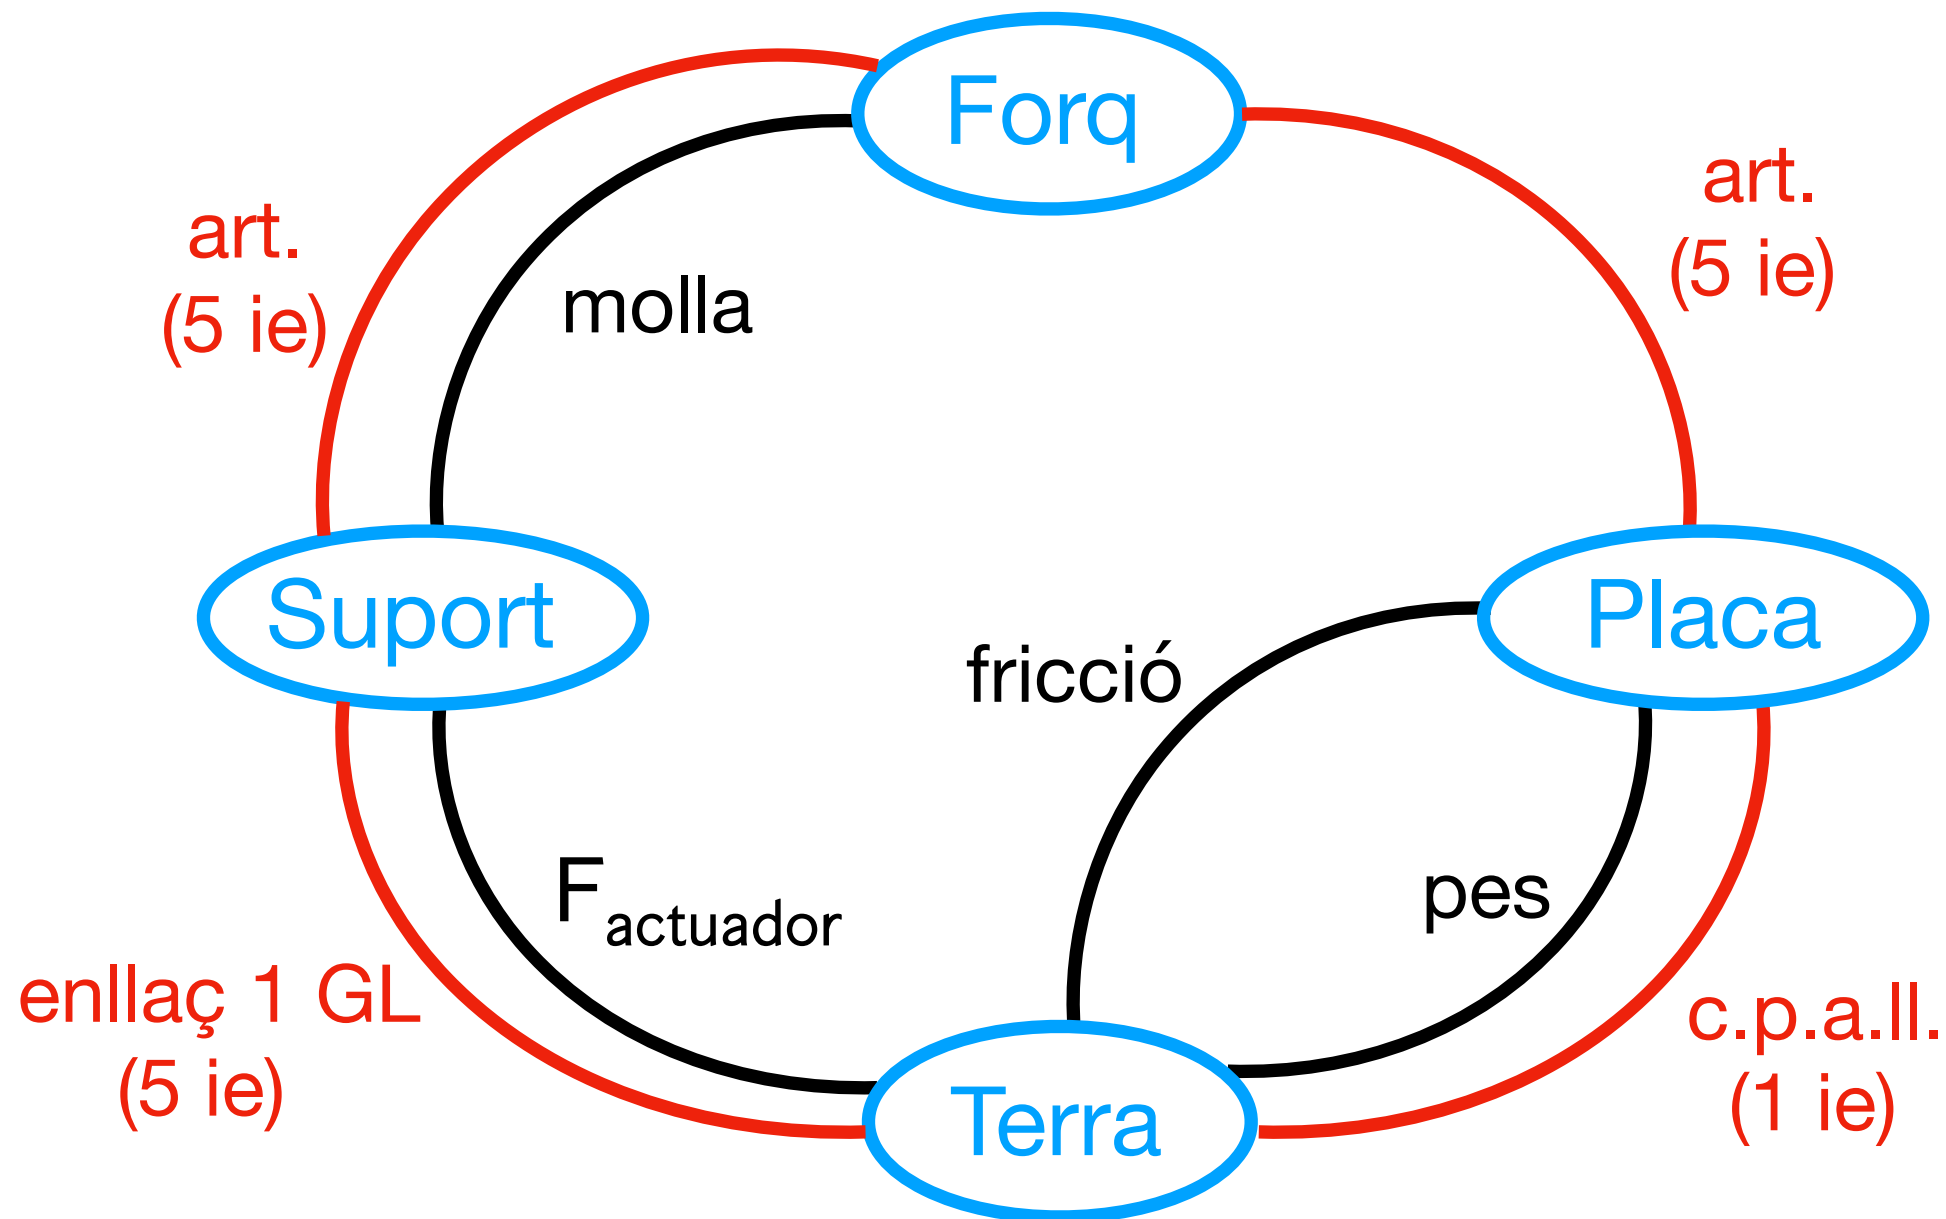 Forq
art.
(5 ie)
art.
(5 ie)
molla
Suport
Placa
fricció
F actuador
pes
enllaç 1 GL
(5 ie)
c.p.a.ll.
(1 ie)
Terra